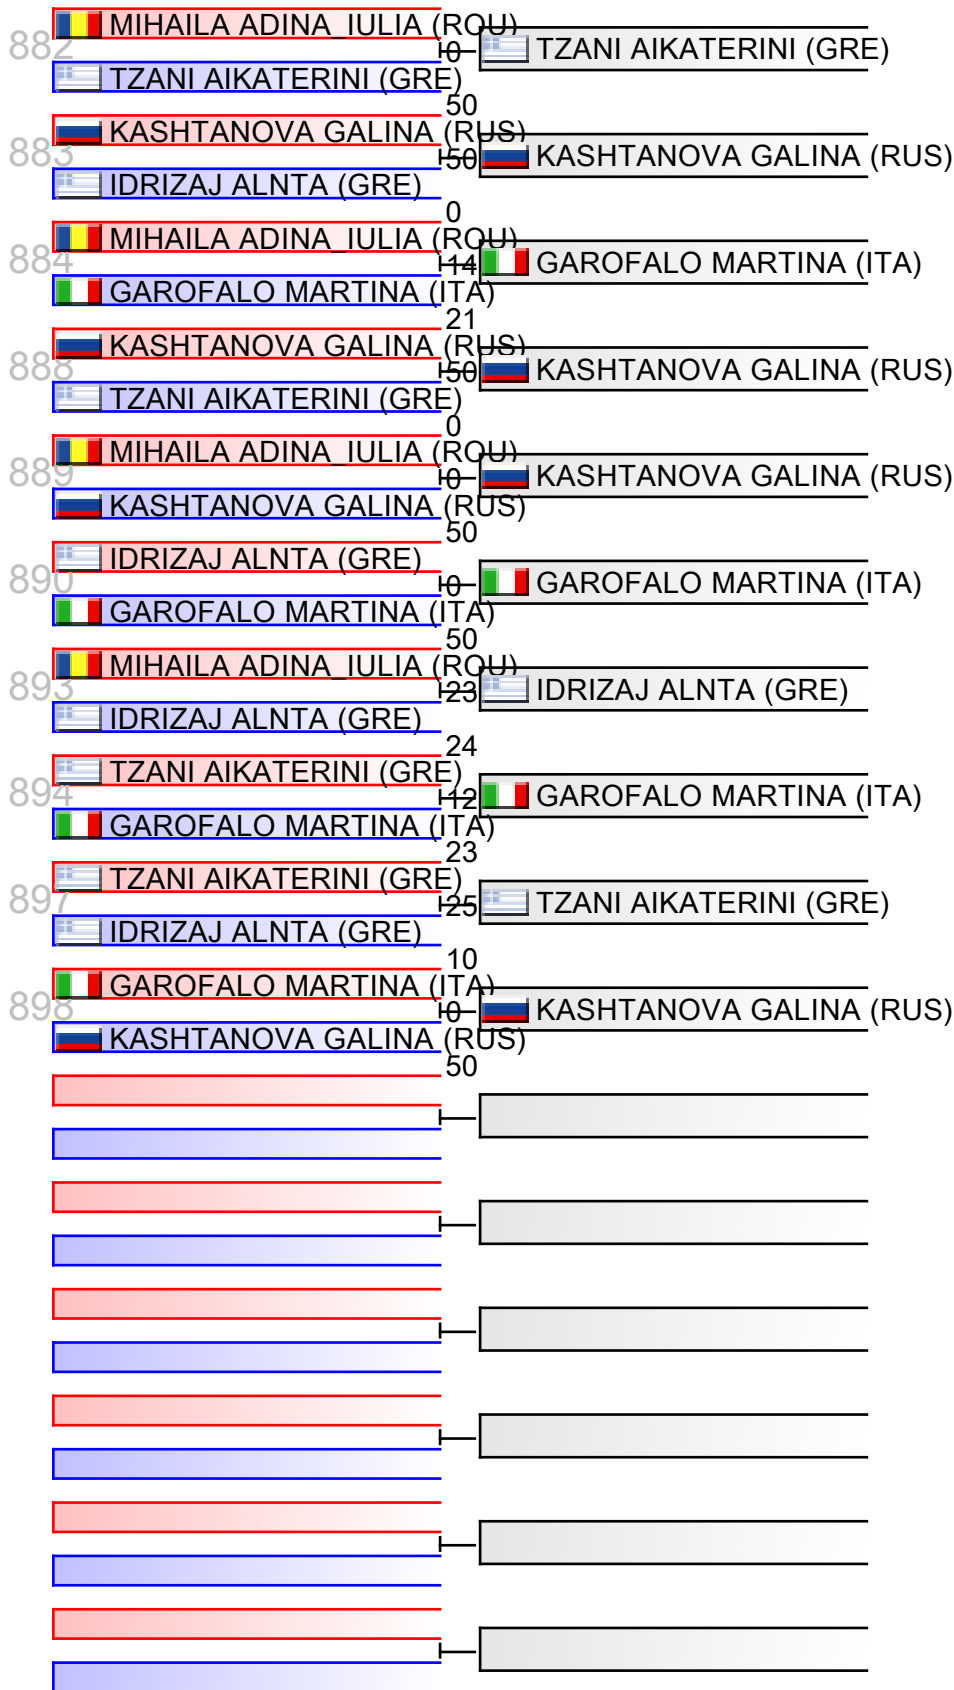 MIHAILA ADINA_IULIA (ROU)
882
0
TZANI AIKATERINI (GRE)
TZANI AIKATERINI (GRE)
50
KASHTANOVA GALINA (RUS)
883
50
KASHTANOVA GALINA (RUS)
IDRIZAJ ALNTA (GRE)
0
MIHAILA ADINA_IULIA (ROU)
884
14
GAROFALO MARTINA (ITA)
GAROFALO MARTINA (ITA)
21
KASHTANOVA GALINA (RUS)
888
50
KASHTANOVA GALINA (RUS)
TZANI AIKATERINI (GRE)
0
MIHAILA ADINA_IULIA (ROU)
889
0
KASHTANOVA GALINA (RUS)
KASHTANOVA GALINA (RUS)
50
IDRIZAJ ALNTA (GRE)
890
0
GAROFALO MARTINA (ITA)
GAROFALO MARTINA (ITA)
50
MIHAILA ADINA_IULIA (ROU)
893
23
IDRIZAJ ALNTA (GRE)
IDRIZAJ ALNTA (GRE)
24
TZANI AIKATERINI (GRE)
894
12
GAROFALO MARTINA (ITA)
GAROFALO MARTINA (ITA)
23
TZANI AIKATERINI (GRE)
897
25
TZANI AIKATERINI (GRE)
IDRIZAJ ALNTA (GRE)
10
GAROFALO MARTINA (ITA)
898
0
KASHTANOVA GALINA (RUS)
KASHTANOVA GALINA (RUS)
50